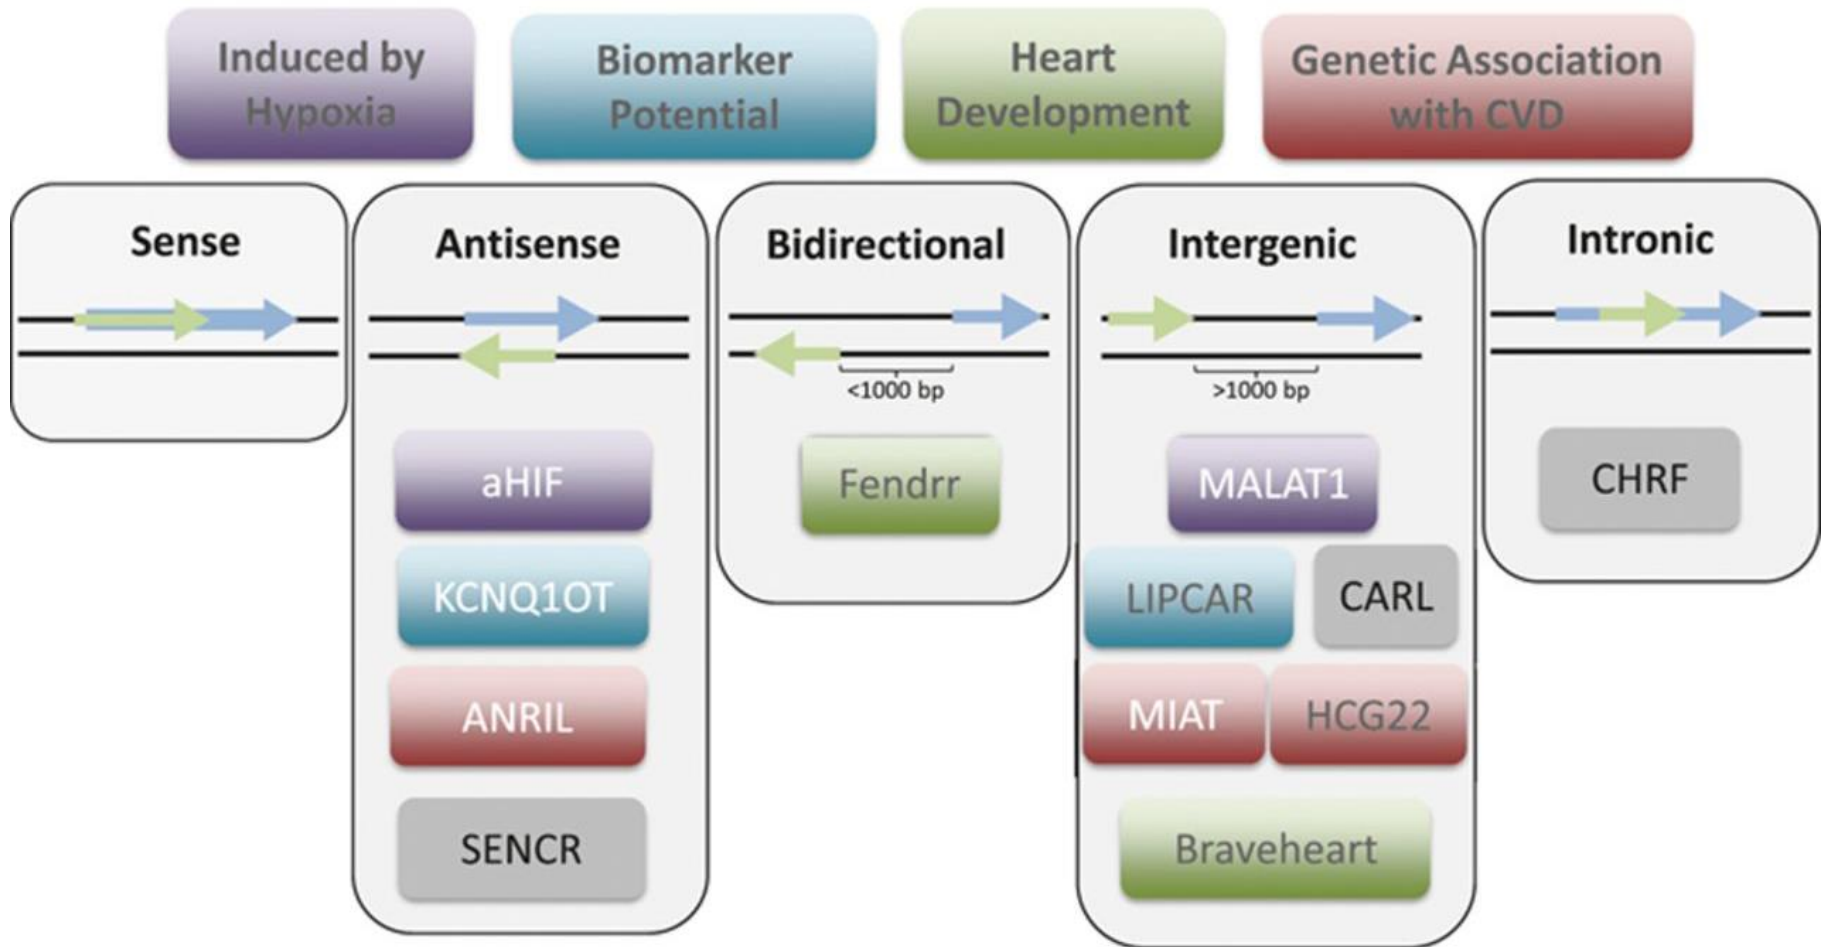 Induced by
Hypoxia
Biomarker
Potential
Heart
Development
Genetic Association
with CVD
Sense
Antisense
aHIF
KCNQ1OT
ANRIL
SENCR
Bidirectional
<1000 bp
Fendrr
Intergenic
>1000 bp
MALAT1
LIPCAR
CARL
MIAT
HCG22
Braveheart
Intronic
CHRF